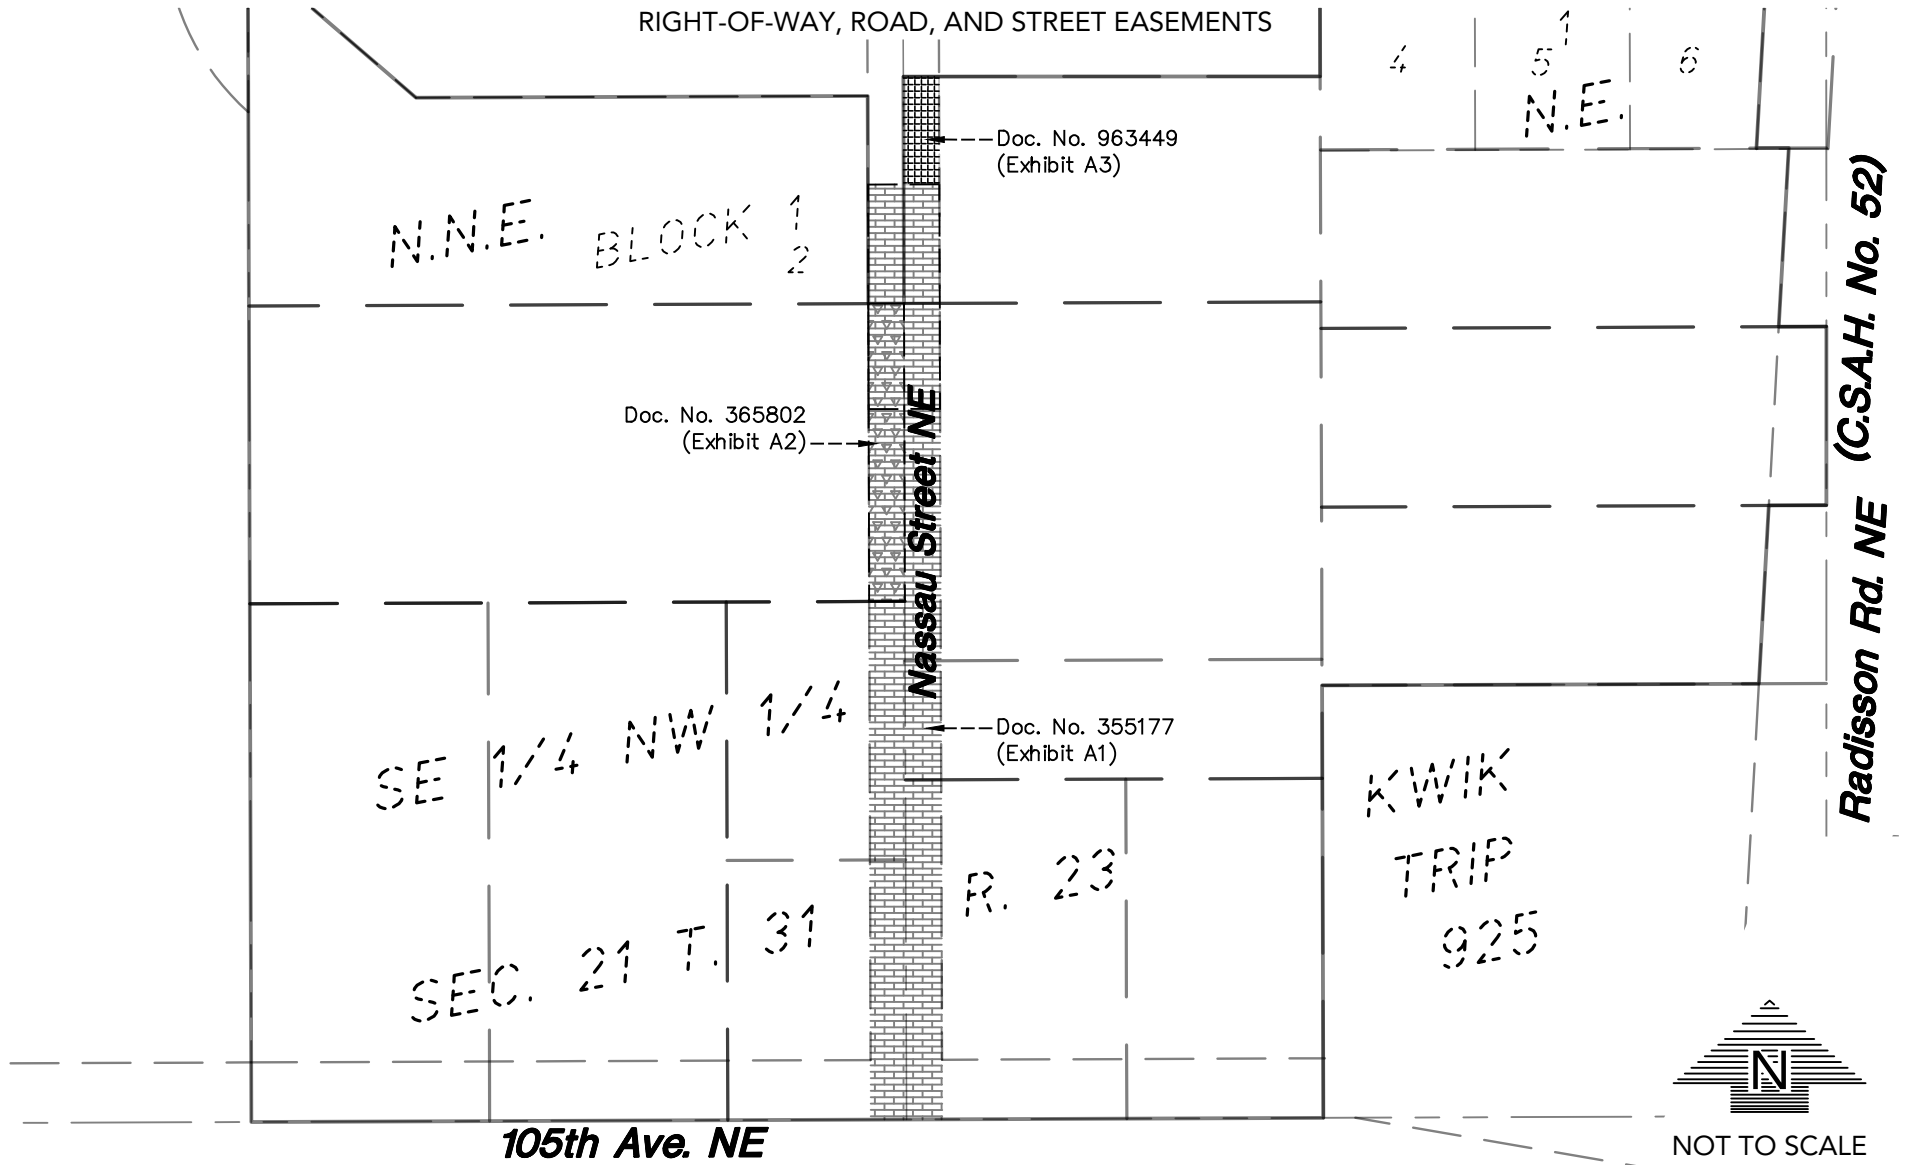 RIGHT-OF-WAY, ROAD, AND STREET EASEMENTS
4
5
1
6
N.E.
Doc. No. 963449
(Exhibit A3)
N.N.E.
BLOCK 1
2
Radisson Rd. NE (C.S.A.H. No. 52)
Doc. No. 365802
(Exhibit A2)
Nassau Street NE
SE 1/4 NW 1/4
Doc. No. 355177
(Exhibit A1)
KWIK
TRIP
925
SEC. 21 T. 31 R. 23
N
105th Ave. NE
NOT TO SCALE